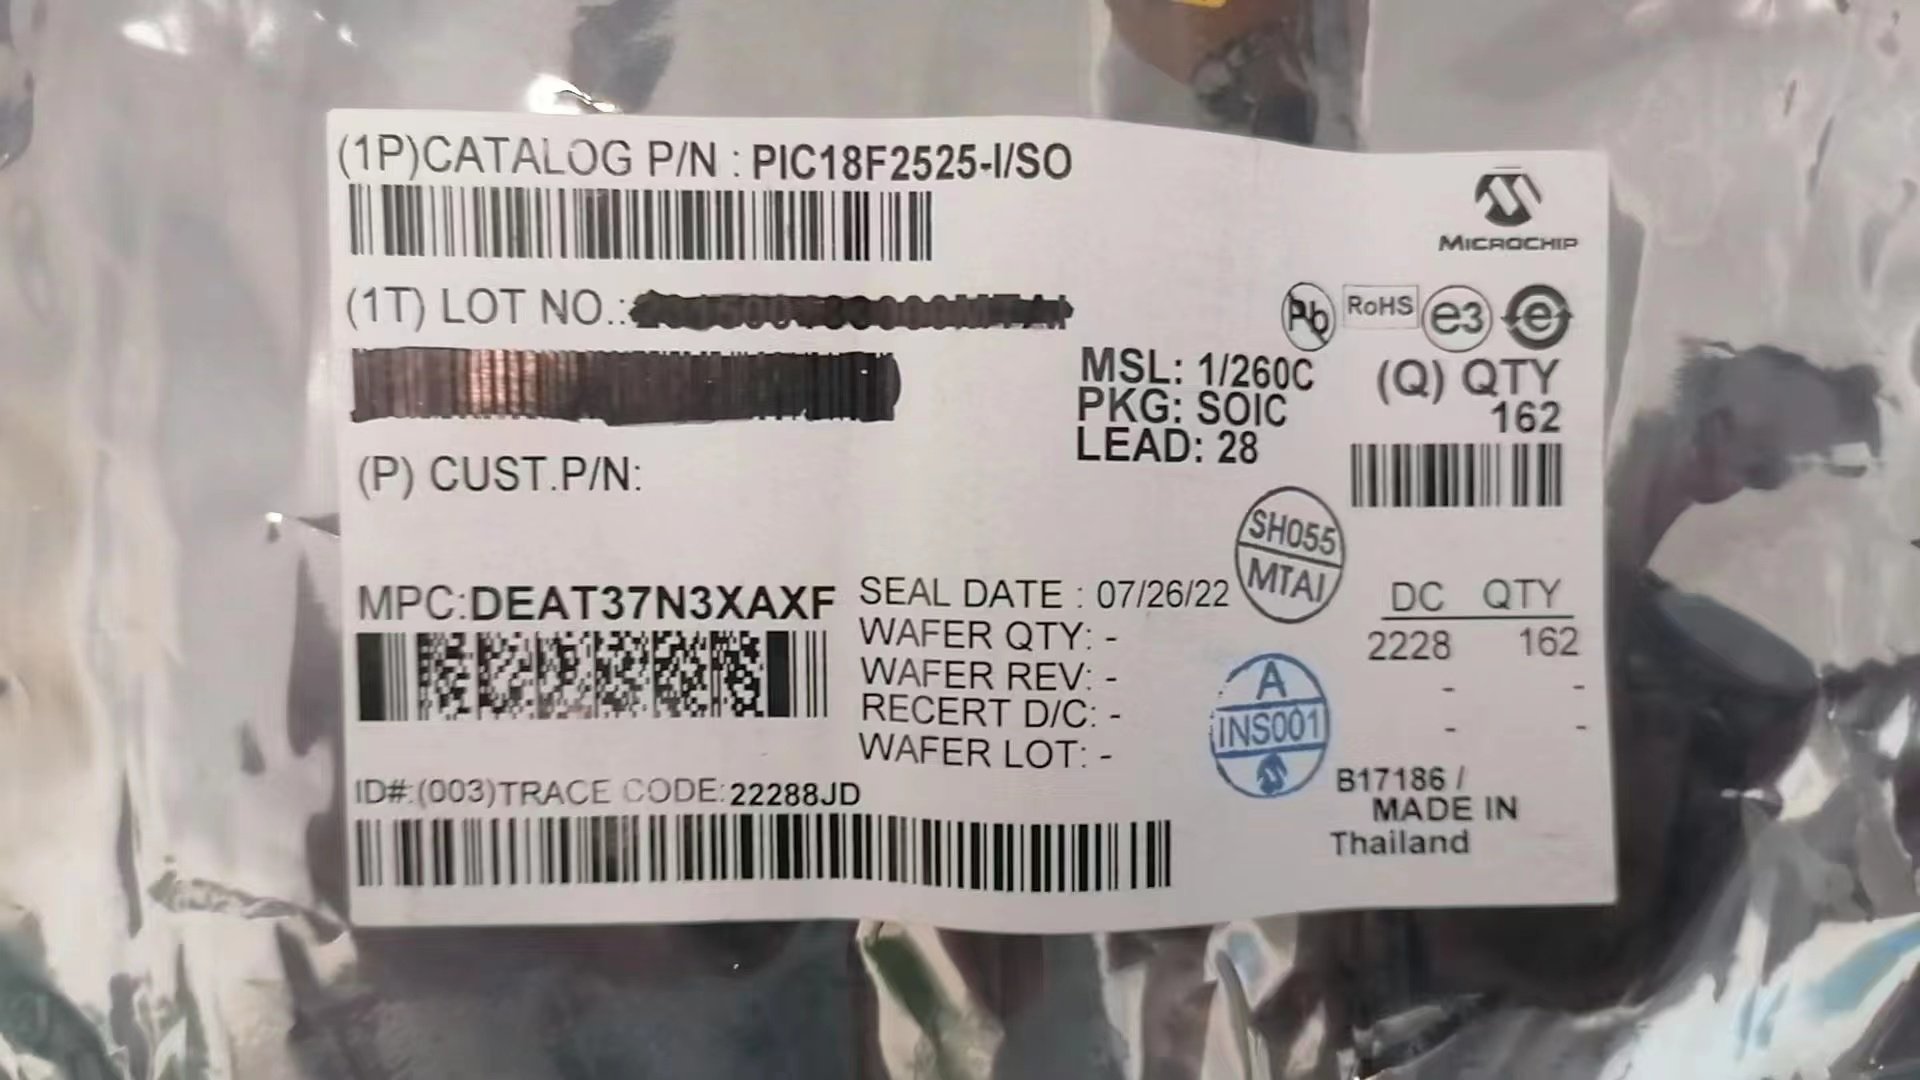 (1P)CATALOG P/N : PIC18F2525-I/SO
MICROCHIP
(1T) LOT NO.:
Pb
RoHS
e3
e
MSL: 1/260C
PKG: SOIC
LEAD: 28
(Q) QTY
162
(P) CUST.P/N:
SH055
MTAI
MPC:DEAT37N3XAXF
SEAL DATE : 07/26/22
WAFER QTY: -
WAFER REV: -
RECERT D/C: -
WAFER LOT: -
DC QTY
2228 162
- -
- -
A
INS001
B17186 /
MADE IN
Thailand
ID#:(003)TRACE CODE:22288JD